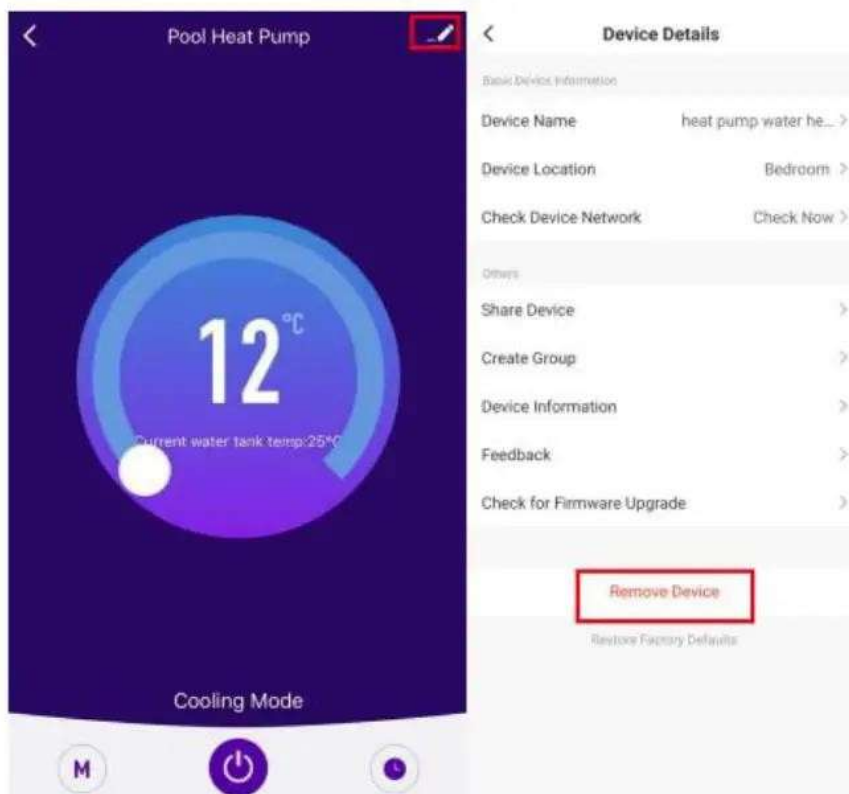 Pool Heat Pump
12°C
Current water tank temp:25°C
Cooling Mode
M
Device Details
Basic Device Information
Device Name heat pump water he... >
Device Location Bedroom >
Check Device Network Check Now >
Others
Share Device >
Create Group >
Device Information >
Feedback >
Check for Firmware Upgrade >
Remove Device
Restore Factory Defaults